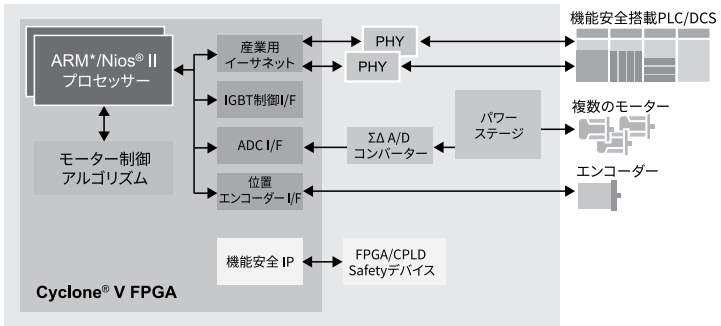 機能安全搭載PLC/DCS
ARM*/Nios® II
プロセッサー
産業用
イーサネット
PHY
PHY
IGBT制御I/F
モーター制御
アルゴリズム
ADC I/F
ΣΔ A/D
コンバーター
パワー
ステージ
複数のモーター
位置
エンコーダー I/F
エンコーダー
機能安全 IP
FPGA/CPLD
Safetyデバイス
Cyclone® V FPGA